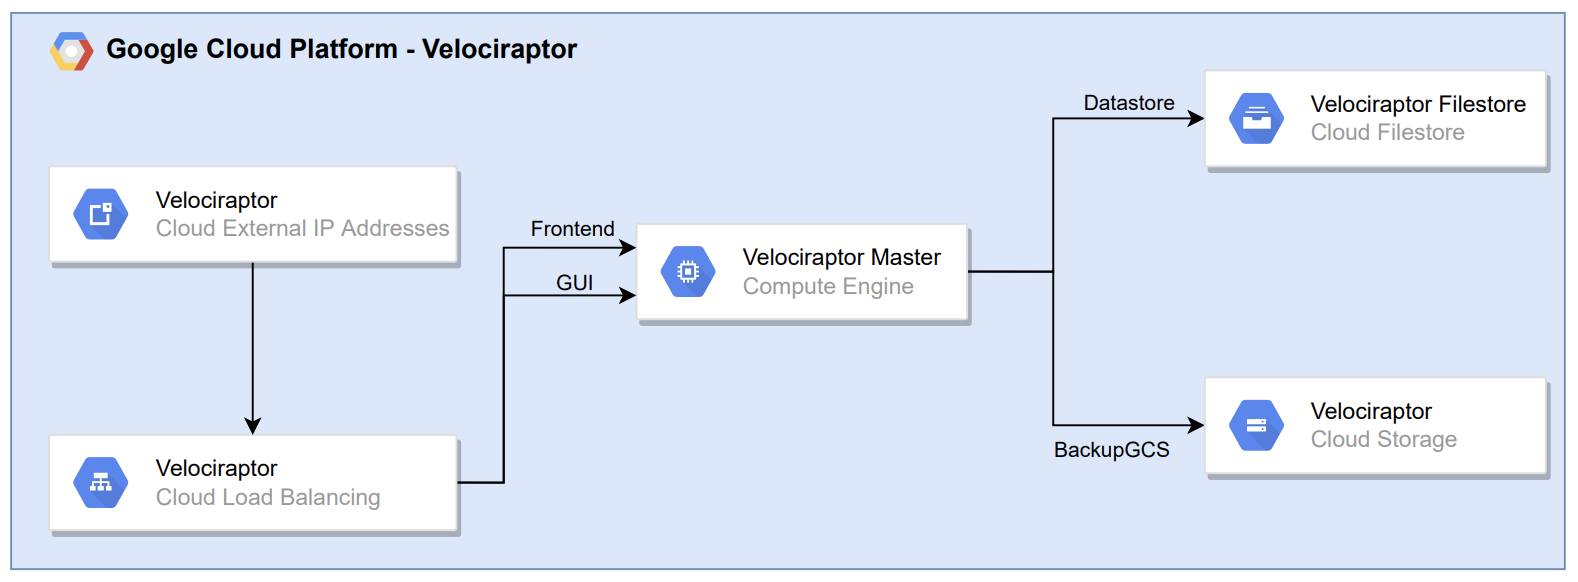 Google Cloud Platform - Velociraptor
Velociraptor
Cloud External IP Addresses
Velociraptor
Cloud Load Balancing
Frontend
GUI
Velociraptor Master
Compute Engine
Datastore
Velociraptor Filestore
Cloud Filestore
BackupGCS
Velociraptor
Cloud Storage